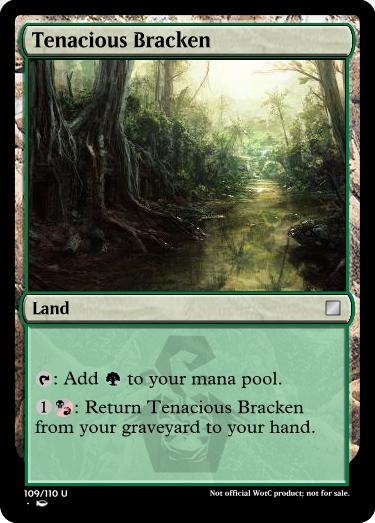 Tenacious Bracken
Land
: Add to your mana pool.
1 : Return Tenacious Bracken
from your graveyard to your hand.
109/110 U
Not official WotC product; not for sale.